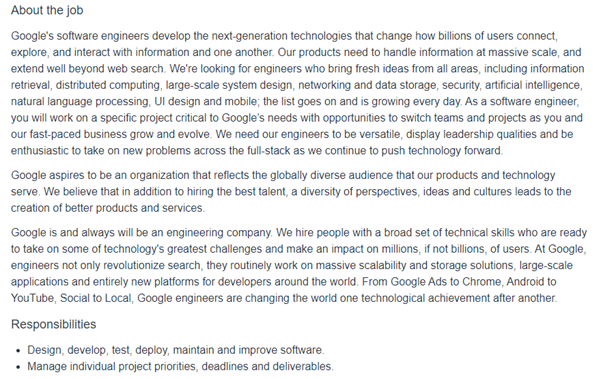 About the job
Google's software engineers develop the next-generation technologies that change how billions of users connect,
explore, and interact with information and one another. Our products need to handle information at massive scale, and
extend well beyond web search. We're looking for engineers who bring fresh ideas from all areas, including information
retrieval, distributed computing, large-scale system design, networking and data storage, security, artificial intelligence,
natural language processing, UI design and mobile; the list goes on and is growing every day. As a software engineer,
you will work on a specific project critical to Google's needs with opportunities to switch teams and projects as you and
our fast-paced business grow and evolve. We need our engineers to be versatile, display leadership qualities and be
enthusiastic to take on new problems across the full-stack as we continue to push technology forward.
Google aspires to be an organization that reflects the globally diverse audience that our products and technology
serve. We believe that in addition to hiring the best talent, a diversity of perspectives, ideas and cultures leads to the
creation of better products and services.
Google is and always will be an engineering company. We hire people with a broad set of technical skills who are ready
to take on some of technology's greatest challenges and make an impact on millions, if not billions, of users. At Google,
engineers not only revolutionize search, they routinely work on massive scalability and storage solutions, large-scale
applications and entirely new platforms for developers around the world. From Google Ads to Chrome, Android to
YouTube, Social to Local, Google engineers are changing the world one technological achievement after another.
Responsibilities
• Design, develop, test, deploy, maintain and improve software.
• Manage individual project priorities, deadlines and deliverables.